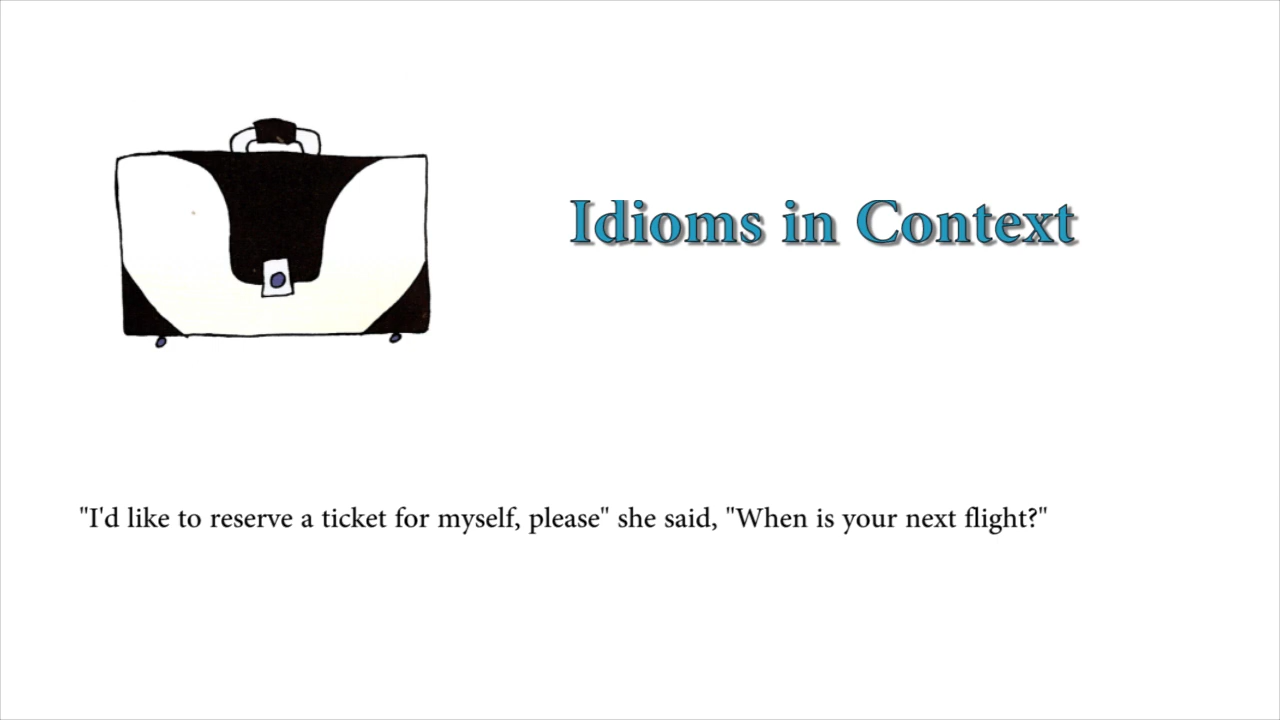 Idioms in Context
"I'd like to reserve a ticket for myself, please" she said, "When is your next flight?"